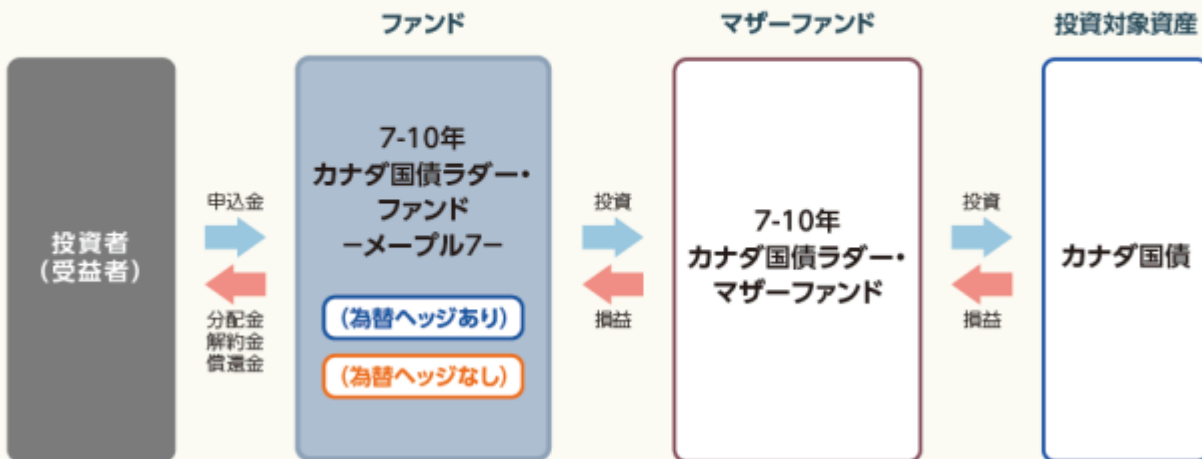 ファンド
マザーファンド
投資対象資産
投資者
(受益者)
申込金
分配金
解約金
償還金
7-10年
カナダ国債ラダー・
ファンド
−メープル7−
(為替ヘッジあり)
(為替ヘッジなし)
投資
損益
7-10年
カナダ国債ラダー・
マザーファンド
投資
損益
カナダ国債